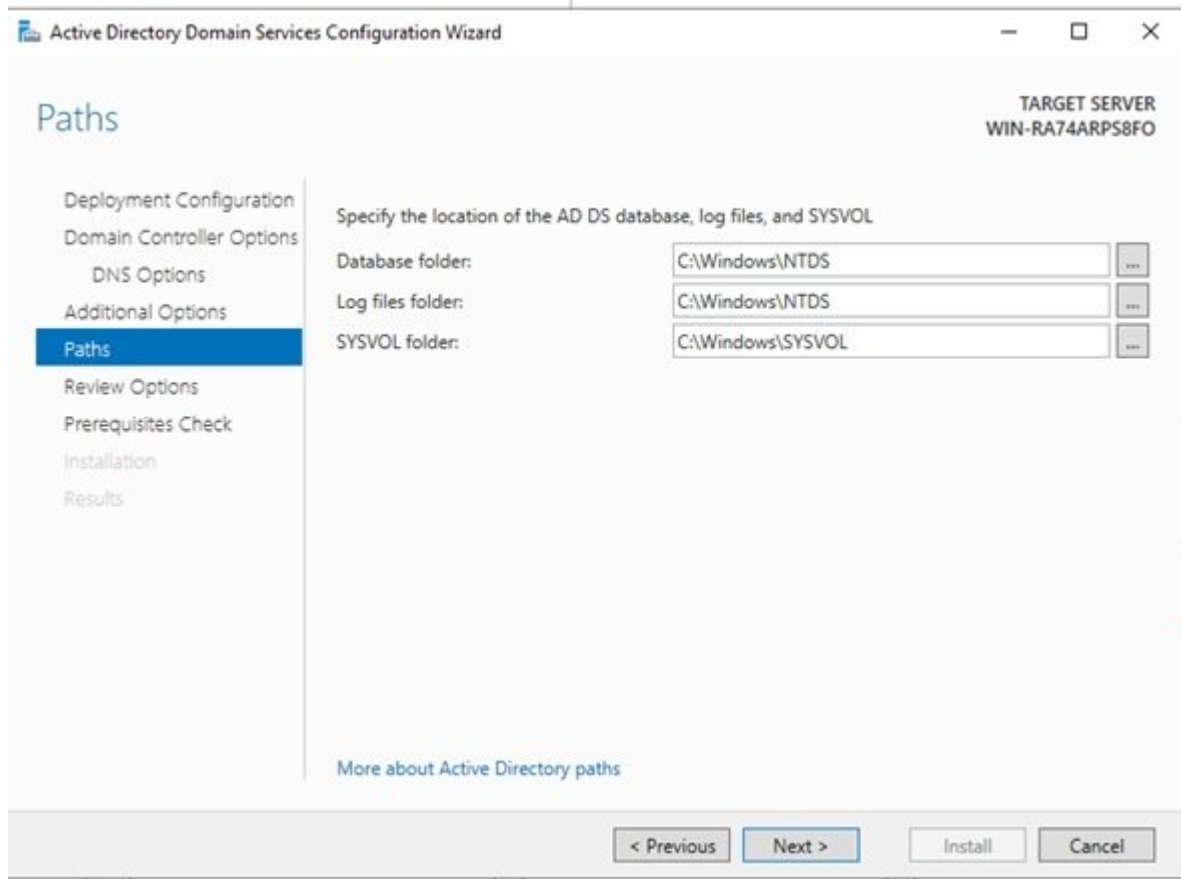 Active Directory Domain Services Configuration Wizard
Paths
TARGET SERVER
WIN-RA74ARPS8FO
Deployment Configuration
Domain Controller Options
DNS Options
Additional Options
Paths
Review Options
Prerequisites Check
Installation
Results
Specify the location of the AD DS database, log files, and SYSVOL
Database folder: C:\Windows\NTDS ...
Log files folder: C:\Windows\NTDS ...
SYSVOL folder: C:\Windows\SYSVOL ...
More about Active Directory paths
< Previous Next > Install Cancel